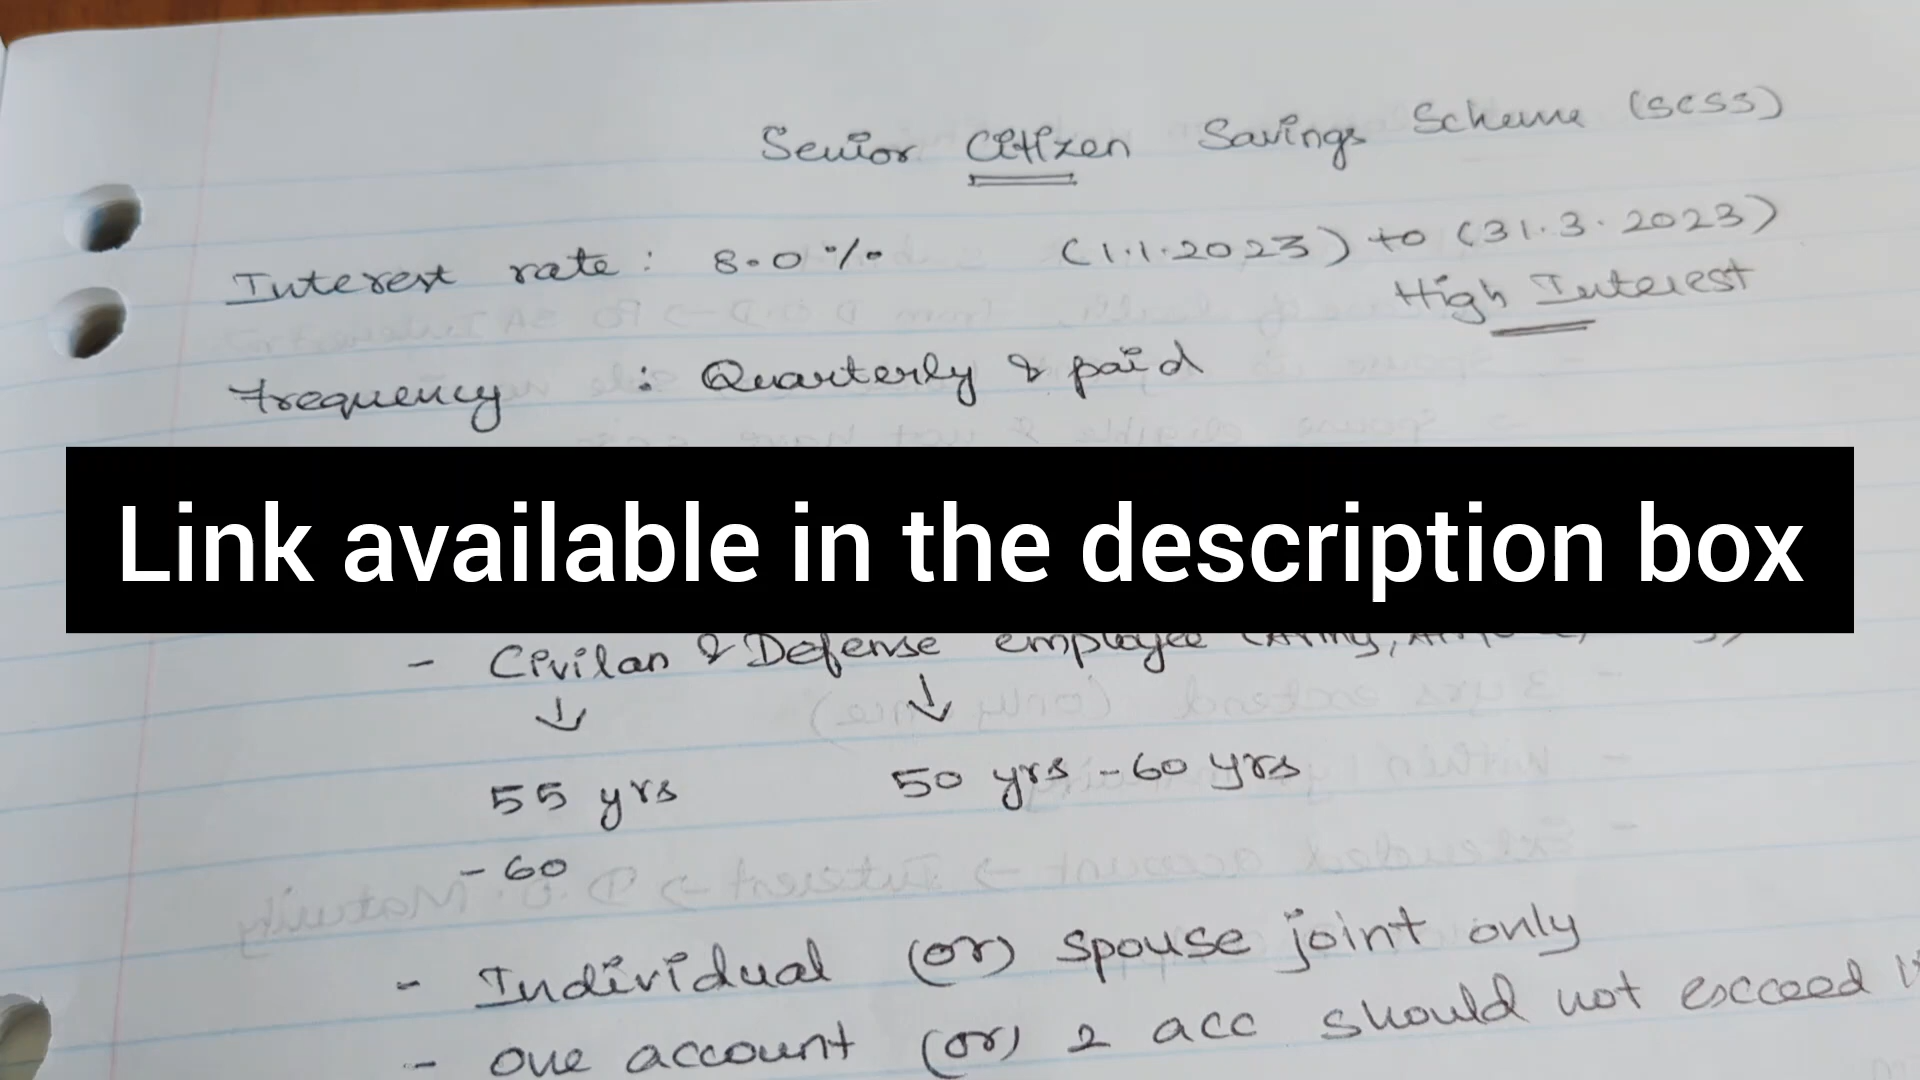 Senior Citizen Savings Scheme (SCSS)
Interest rate : 8.0% (1.1.2023) to (31.3.2023)
High Interest
Frequency : Quarterly & paid
Link available in the description box
- Civilan & Defense employee (Army,
55 yrs 50 yrs - 60 yrs
- 60
- Individual (or) spouse joint only
- one account (or) 2 acc should not exceed